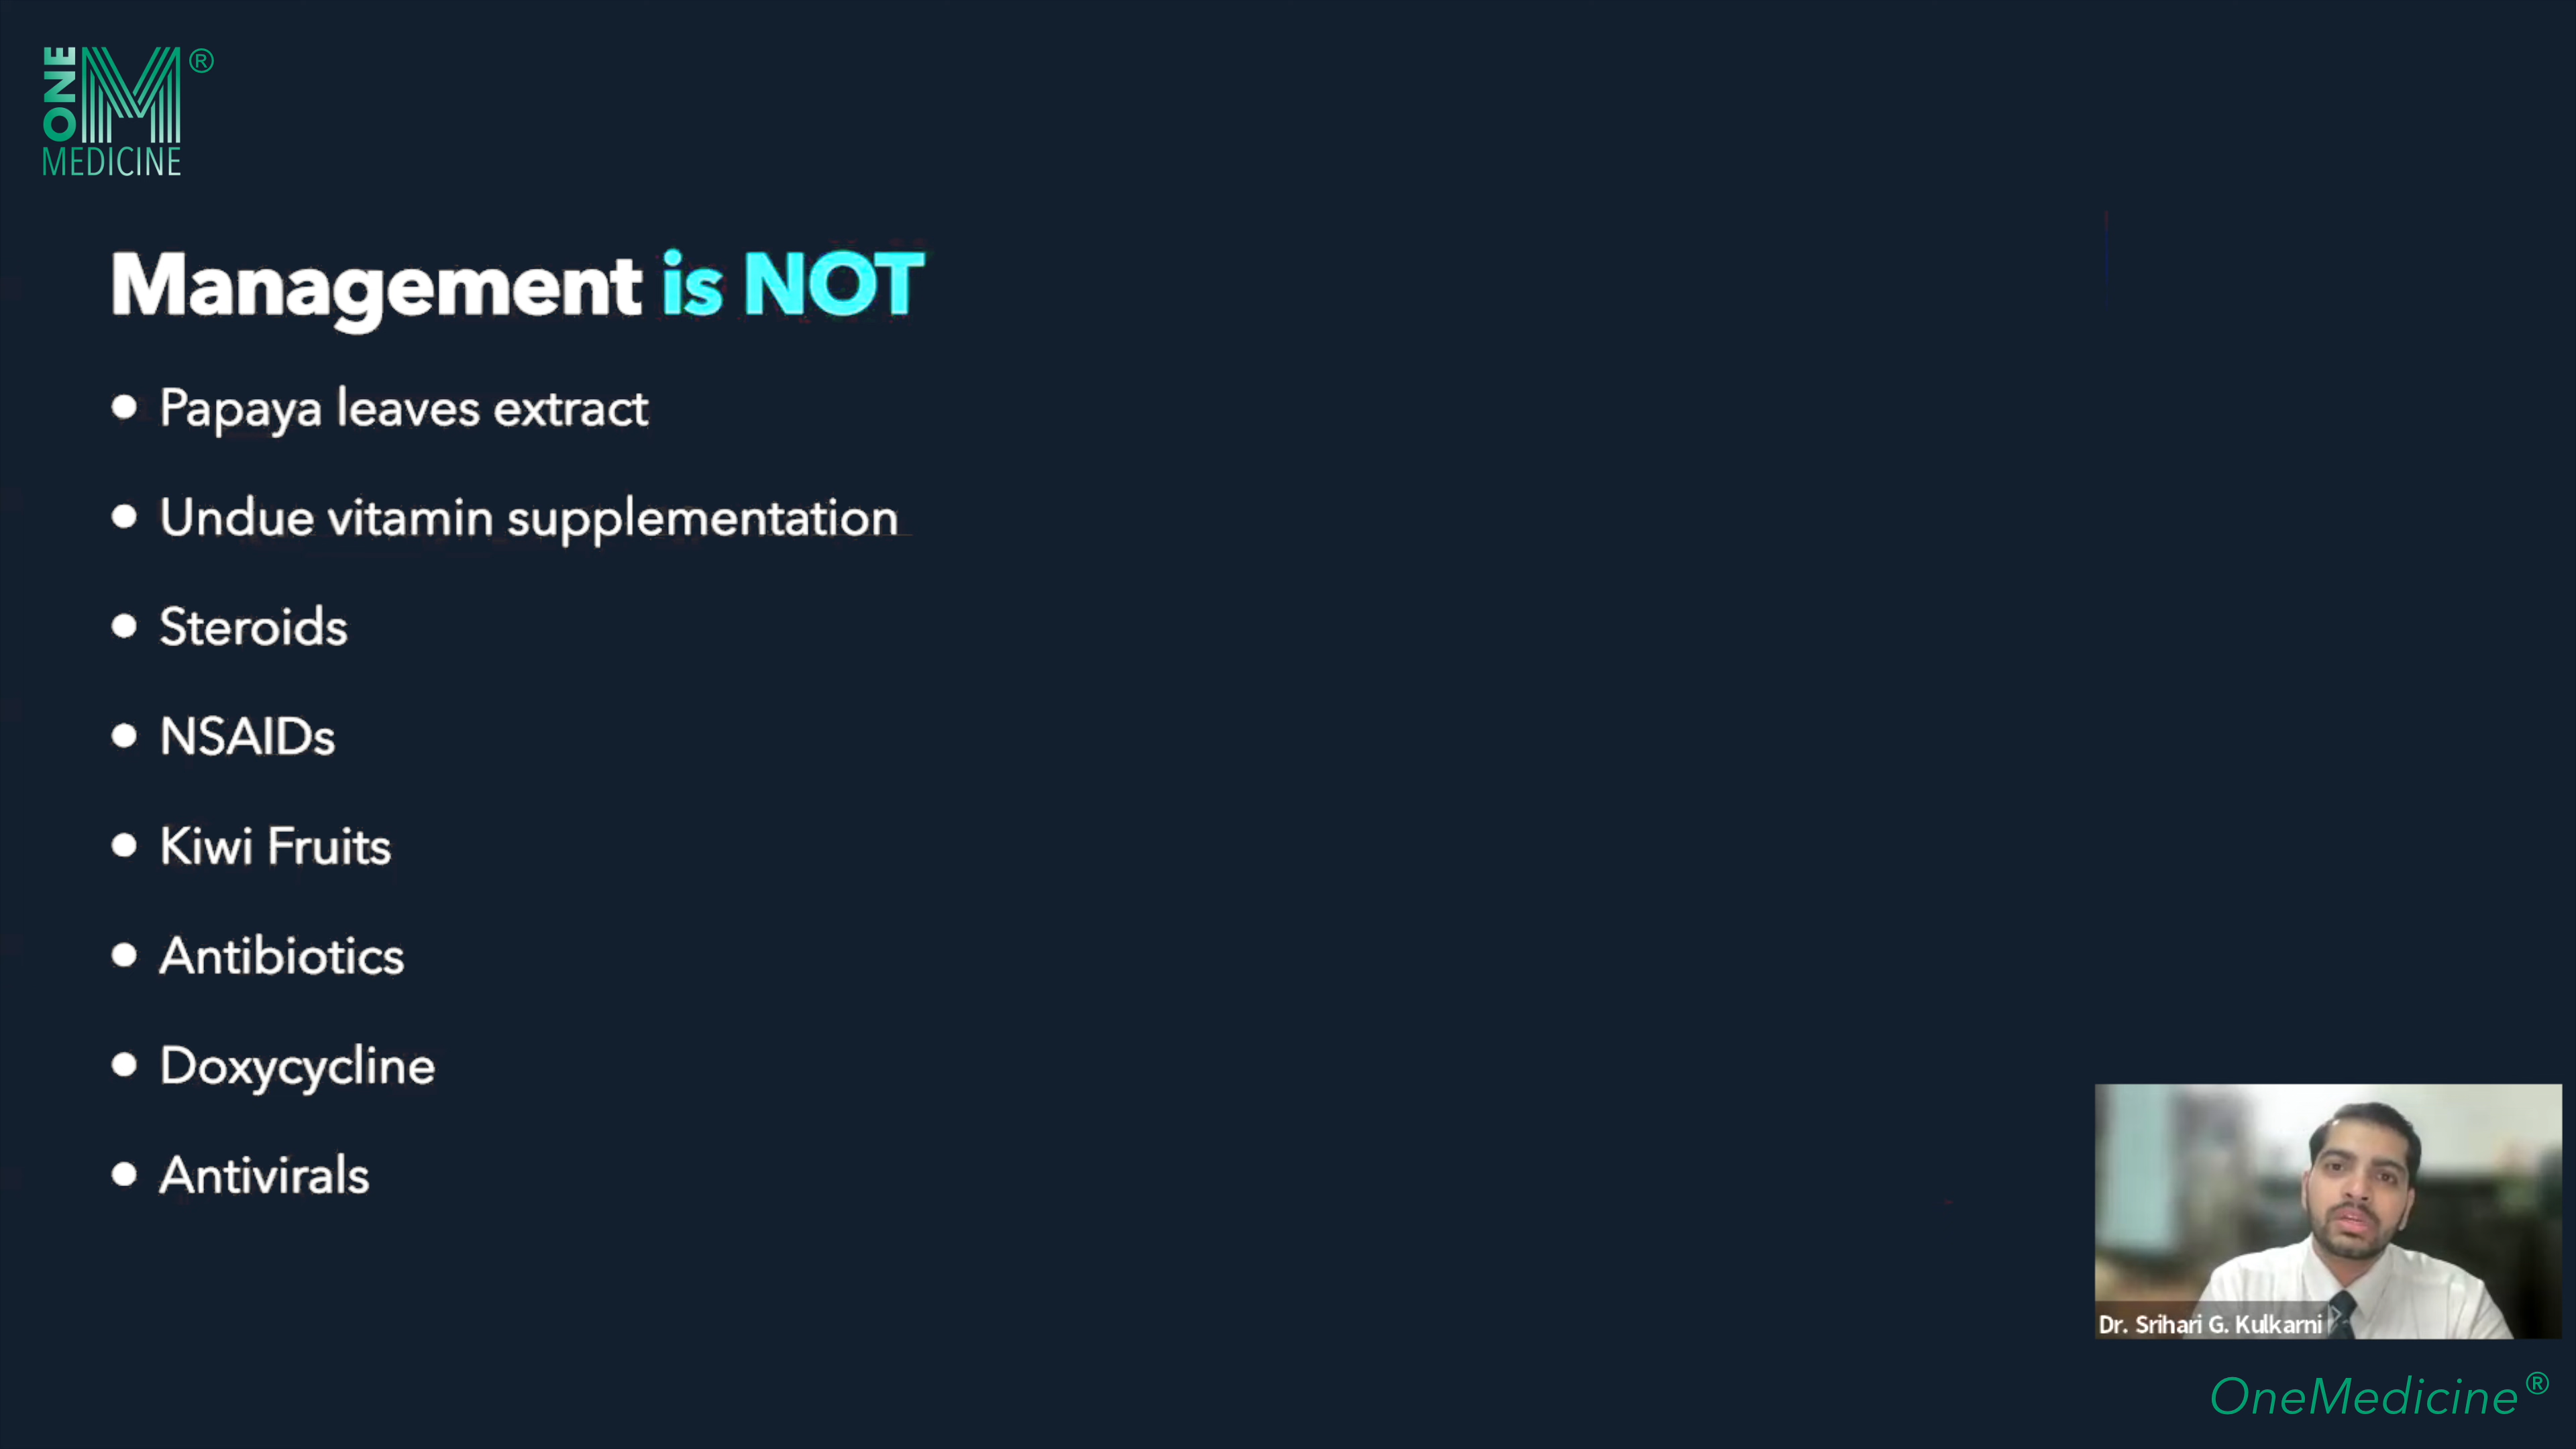 ONE
MEDICINE
®
Management is NOT
• Papaya leaves extract
• Undue vitamin supplementation
• Steroids
• NSAIDs
• Kiwi Fruits
• Antibiotics
• Doxycycline
• Antivirals
Dr. Srihari G. Kulkarni
OneMedicine®